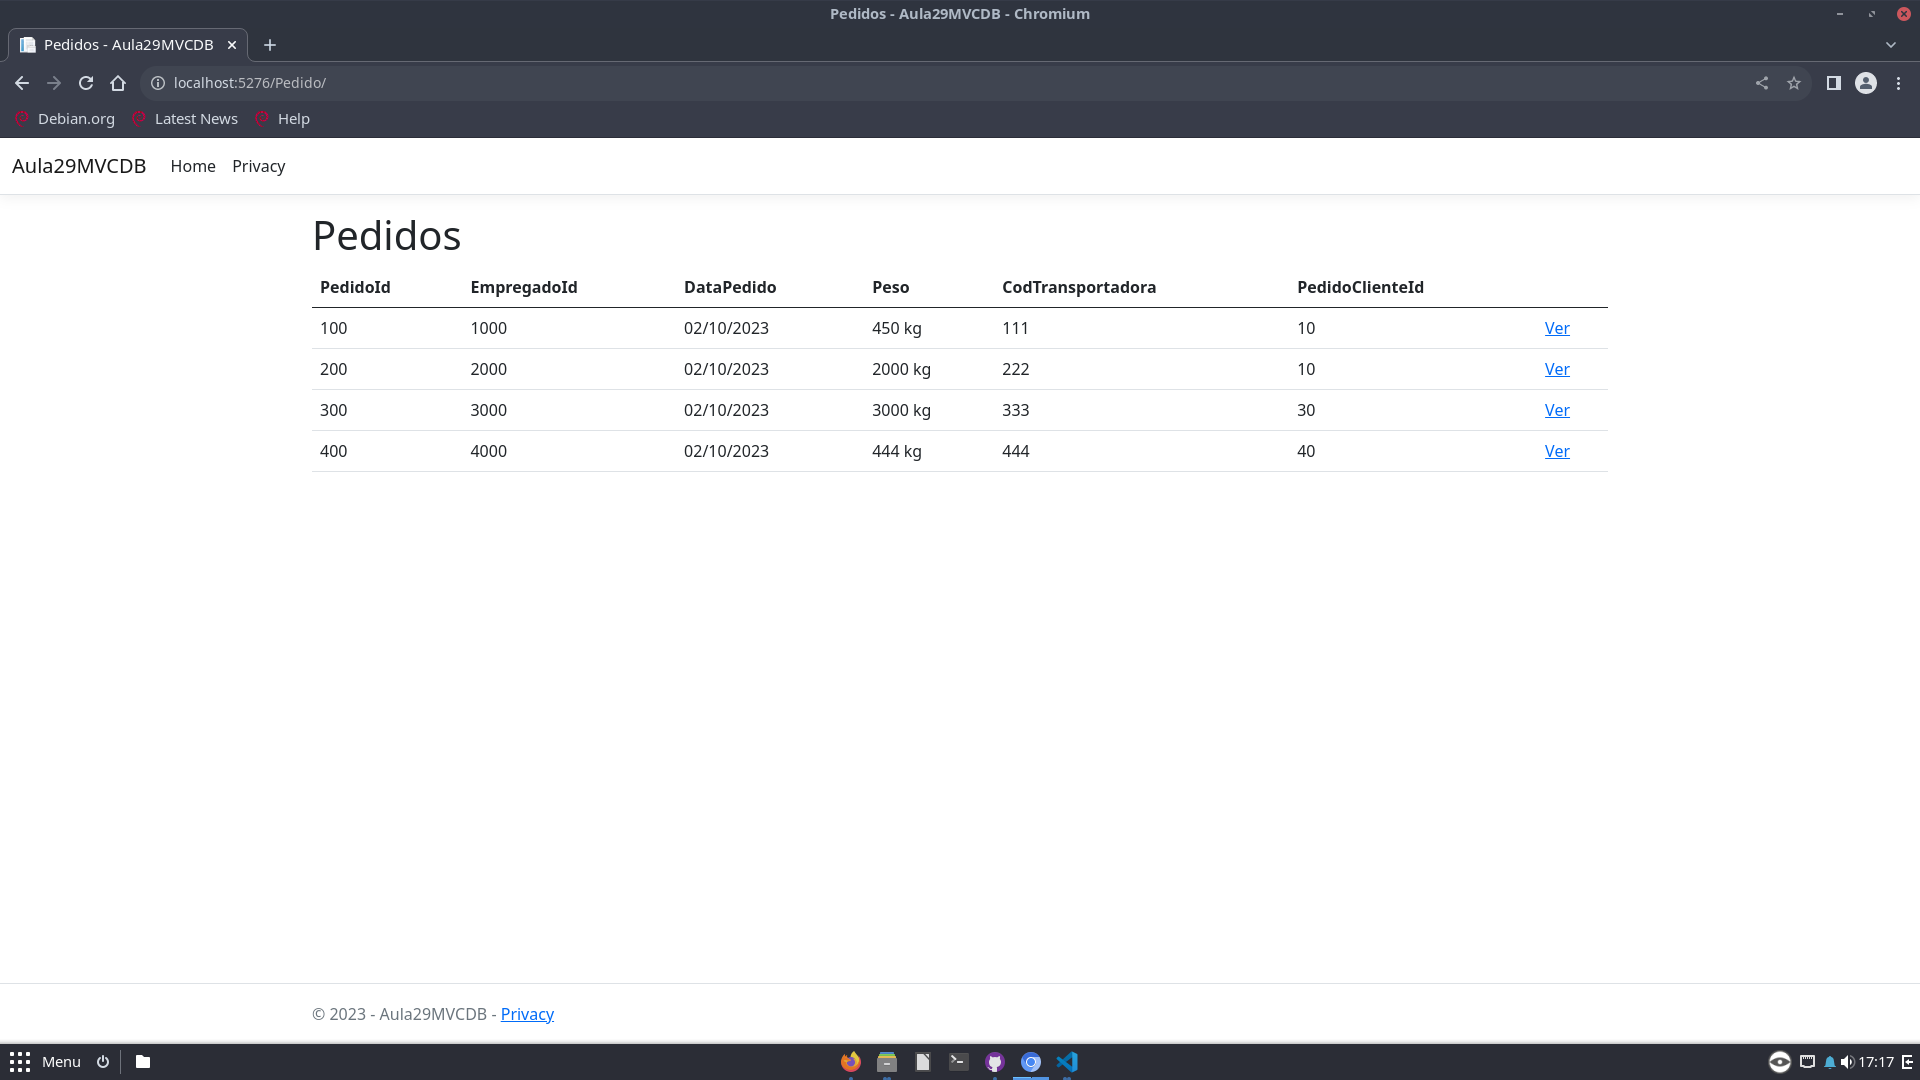 Pedidos - Aula29MVCDB - Chromium
Pedidos - Aula29MVCDB
localhost:5276/Pedido/
Debian.org Latest News Help
Aula29MVCDB Home Privacy
Pedidos
PedidoId EmpregadoId DataPedido Peso CodTransportadora PedidoClienteId
100 1000 02/10/2023 450 kg 111 10 Ver
200 2000 02/10/2023 2000 kg 222 10 Ver
300 3000 02/10/2023 3000 kg 333 30 Ver
400 4000 02/10/2023 444 kg 444 40 Ver
© 2023 - Aula29MVCDB - Privacy
Menu 17:17